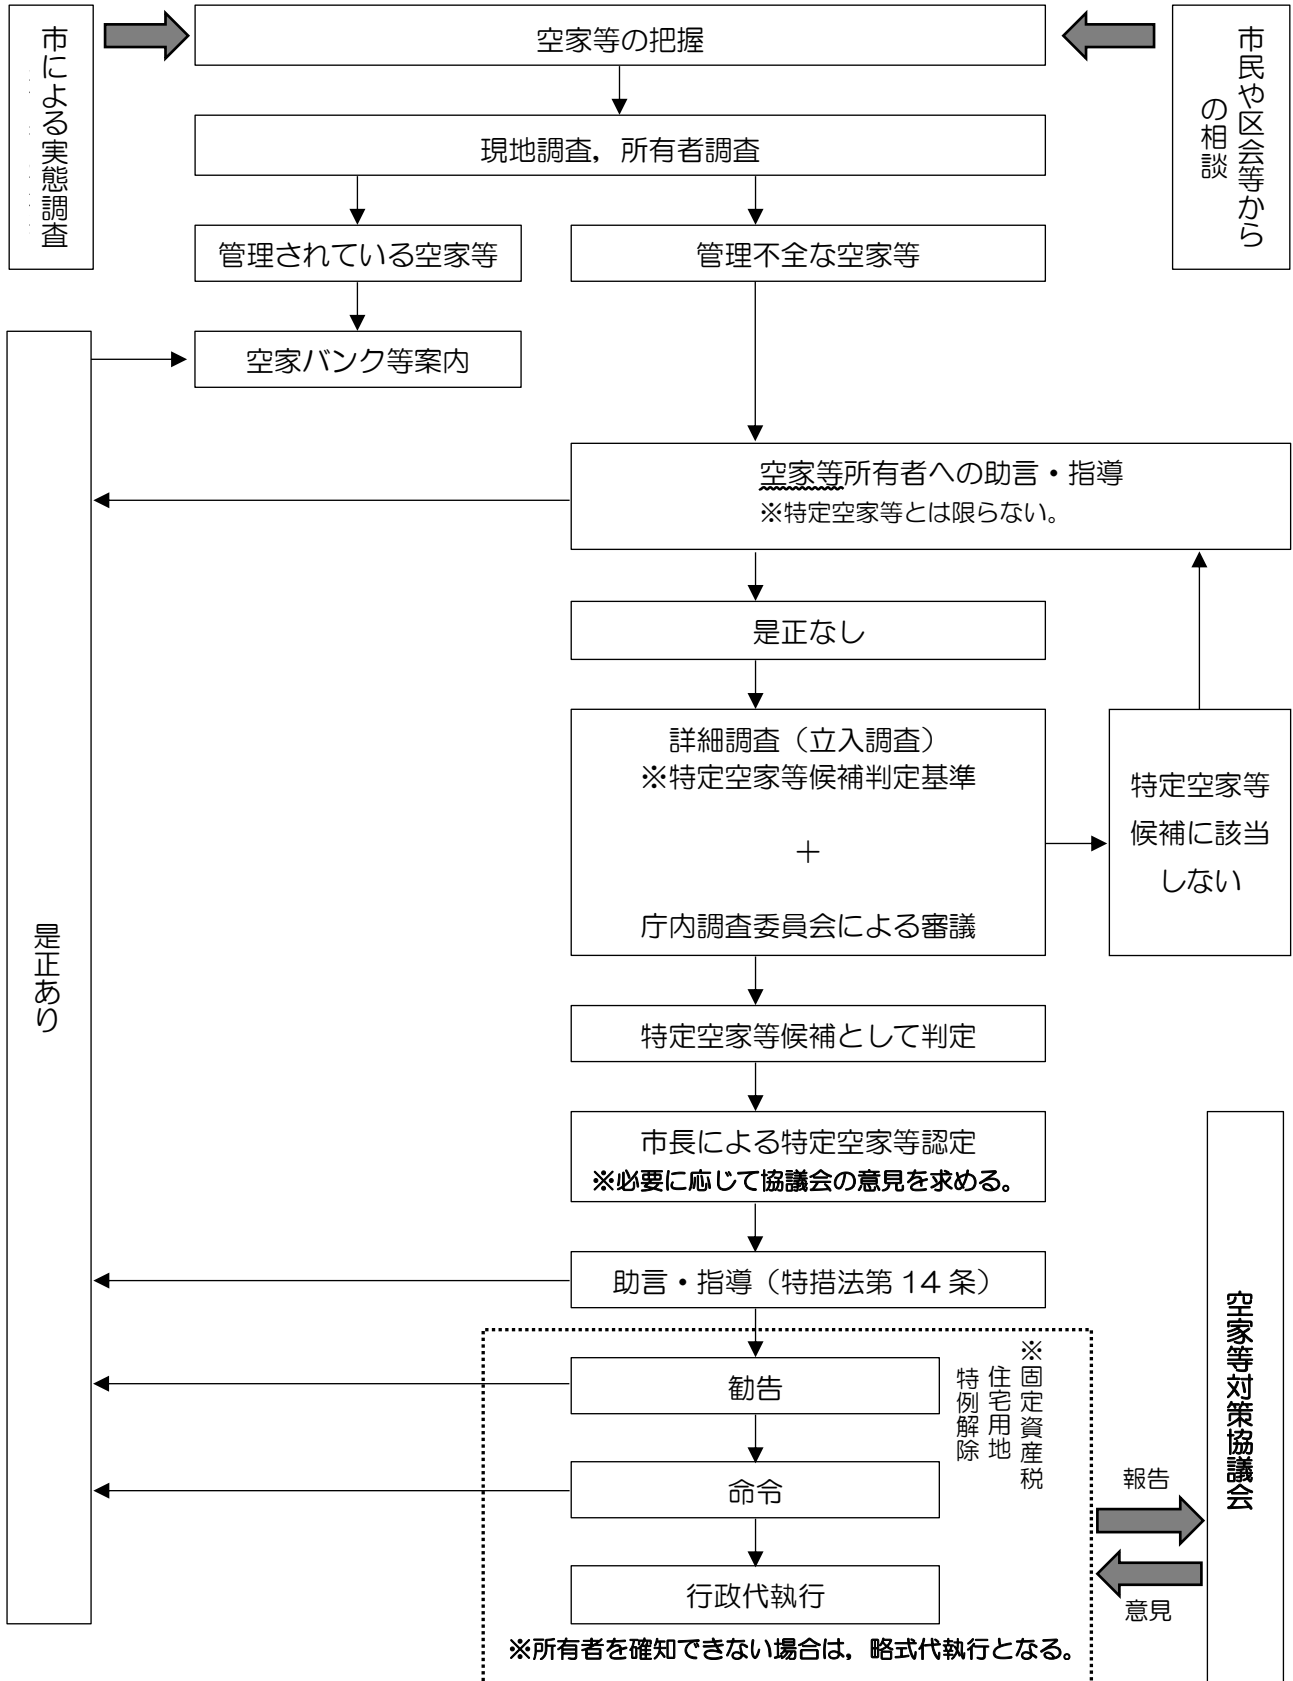 市による実態調査
空家等の把握
市民や区会等から
の相談
現地調査，所有者調査
管理されている空家等
管理不全な空家等
空家バンク等案内
空家等所有者への助言・指導
※特定空家等とは限らない。
是正なし
詳細調査（立入調査）
※特定空家等候補判定基準
＋
庁内調査委員会による審議
特定空家等
候補に該当
しない
是正あり
特定空家等候補として判定
市長による特定空家等認定
※必要に応じて協議会の意見を求める。
助言・指導（特措法第 14 条）
勧告
※固定資産税
住宅用地
特例解除
命令
行政代執行
※所有者を確知できない場合は，略式代執行となる。
報告
意見
空家等対策協議会